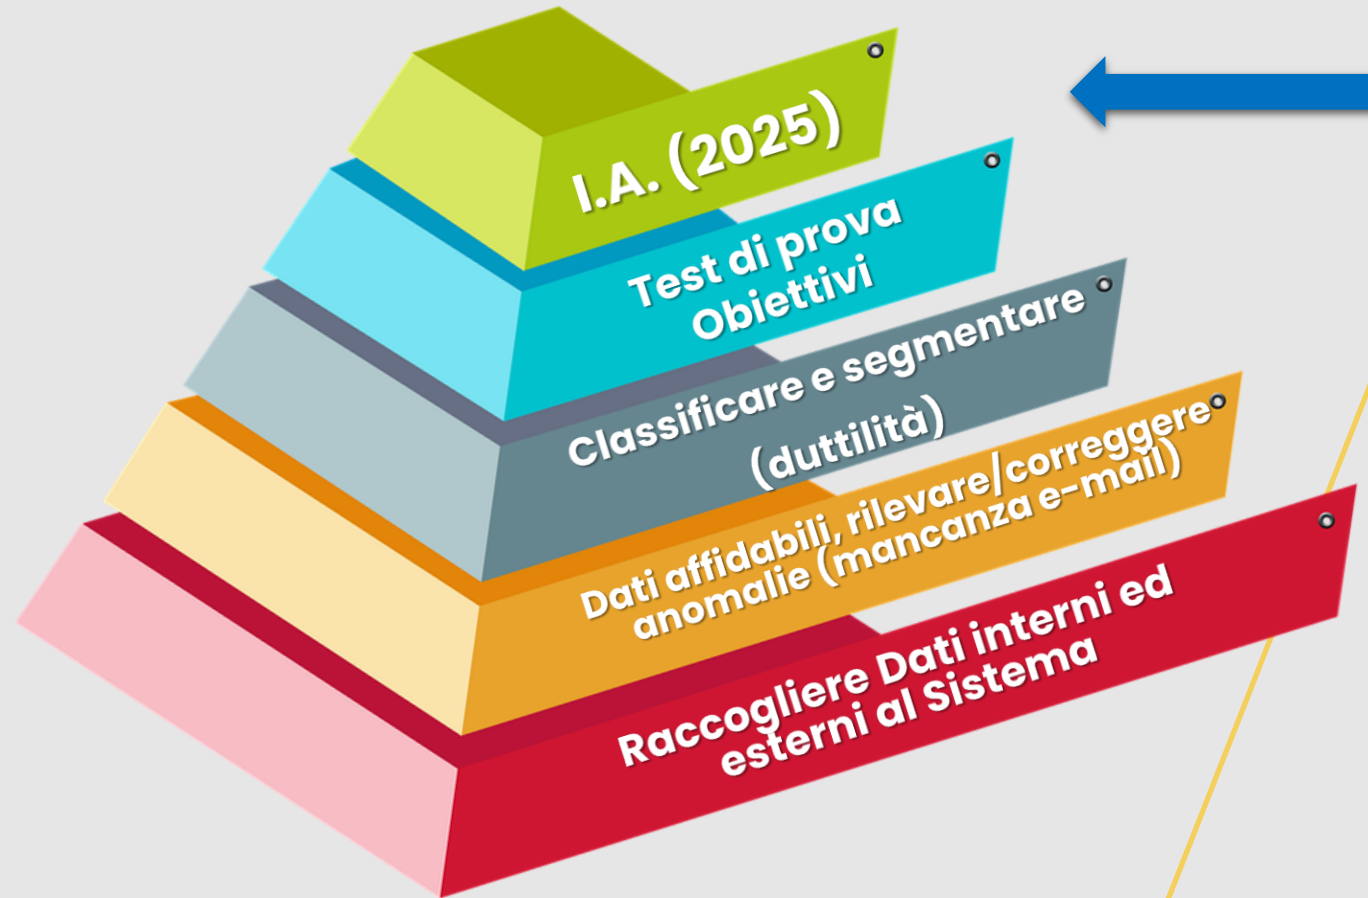 I.A. (2025)
Test di prova
Obiettivi
Classificare e segmentare
(duttilità)
Dati affidabili, rilevare/correggere
anomalie (mancanza e-mail)
Raccogliere Dati interni ed
esterni al Sistema